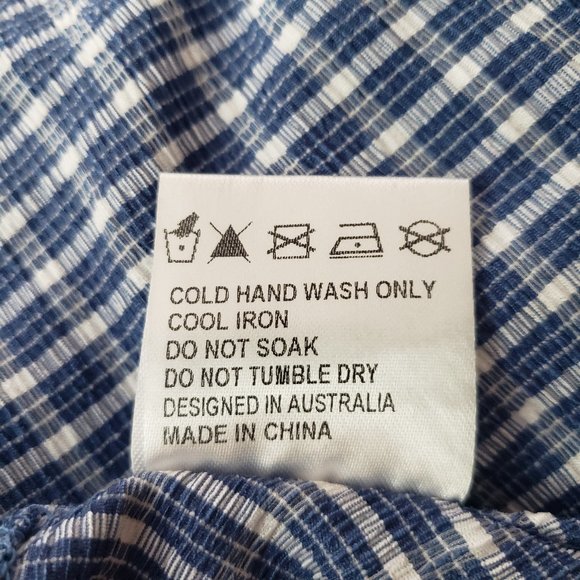 COLD HAND WASH ONLY
COOL IRON
DO NOT SOAK
DO NOT TUMBLE DRY
DESIGNED IN AUSTRALIA
MADE IN CHINA